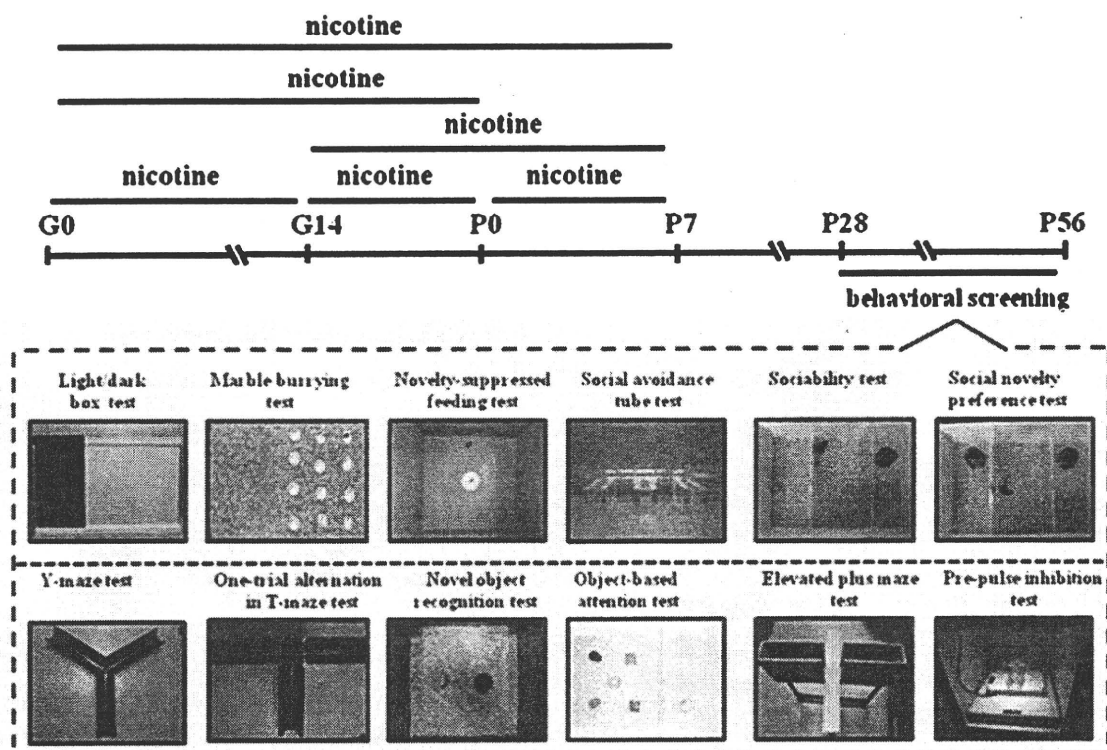 nicotine
nicotine
nicotine
nicotine nicotine nicotine
G0 G14 P0 P7 P28 P56
behavioral screening
Light/dark
box test
Marble burrying
test
Novelty-suppressed
feeding test
Social avoidance
tube test
Sociability test
Social novelty
preference test
Y-maze test
One-trial alternation
in T-maze test
Novel object
recognition test
Object-based
attention test
Elevated plus maze
test
Pre-pulse inhibition
test